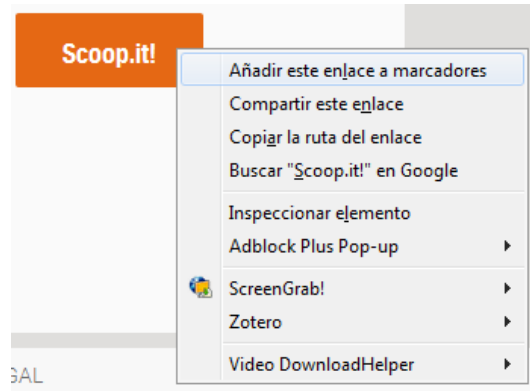 Scoop.it!
Añadir este enlace a marcadores
Compartir este enlace
Copiar la ruta del enlace
Buscar "Scoop.it!" en Google
Inspeccionar elemento
Adblock Plus Pop-up
ScreenGrab!
Zotero
Video DownloadHelper
GAL